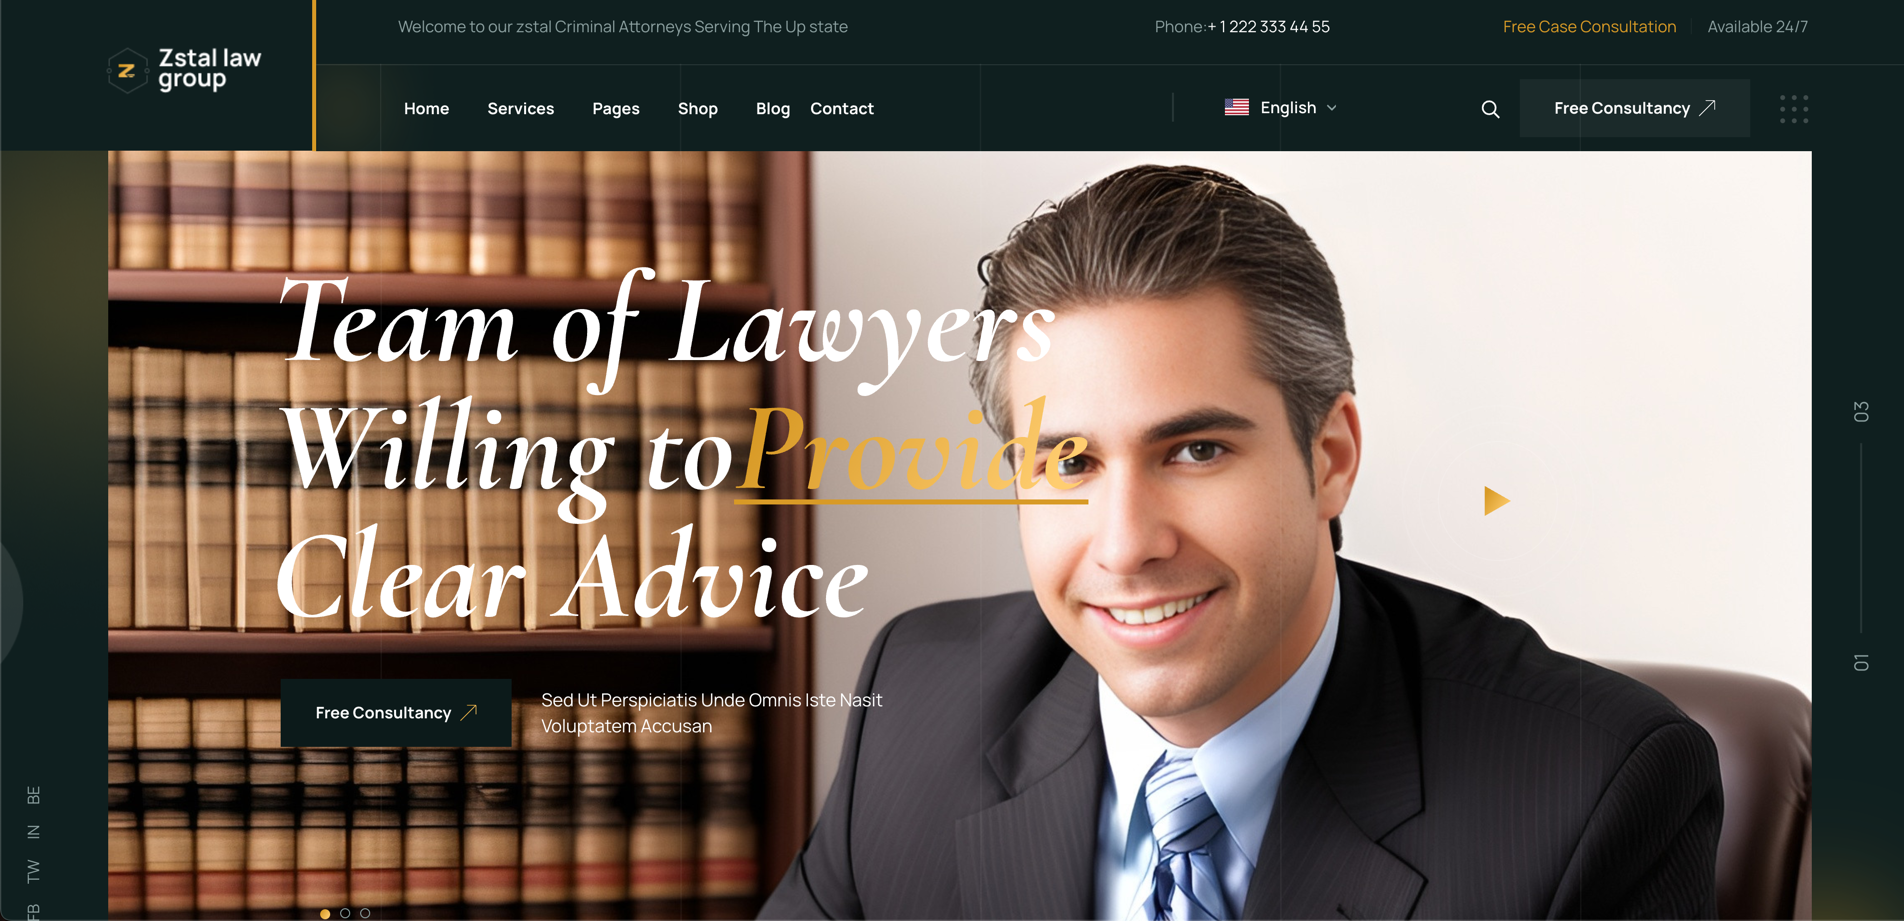 Welcome to our zstal Criminal Attorneys Serving The Up state
Phone:+ 1 222 333 44 55
Free Case Consultation
Available 24/7
Z
Zstal law
group
Home
Services
Pages
Shop
Blog
Contact
English
Free Consultancy
Team of Lawyers
Willing to Provide
Clear Advice
Free Consultancy
Sed Ut Perspiciatis Unde Omnis Iste Nasit
Voluptatem Accusan
03
01
BE
IN
TW
FB